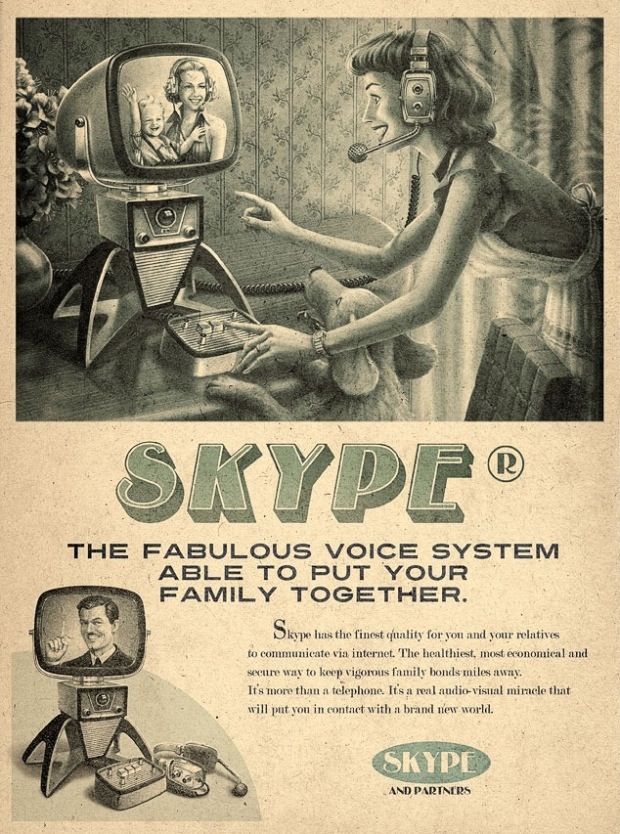 SKYPE ®
THE FABULOUS VOICE SYSTEM
ABLE TO PUT YOUR
FAMILY TOGETHER.
Skype has the finest quality for you and your relatives
to communicate via internet. The healthiest, most economical and
secure way to keep vigorous family bonds miles away.
It's more than a telephone. It's a real audio-visual miracle that
will put you in contact with a brand new world.
SKYPE
AND PARTNERS